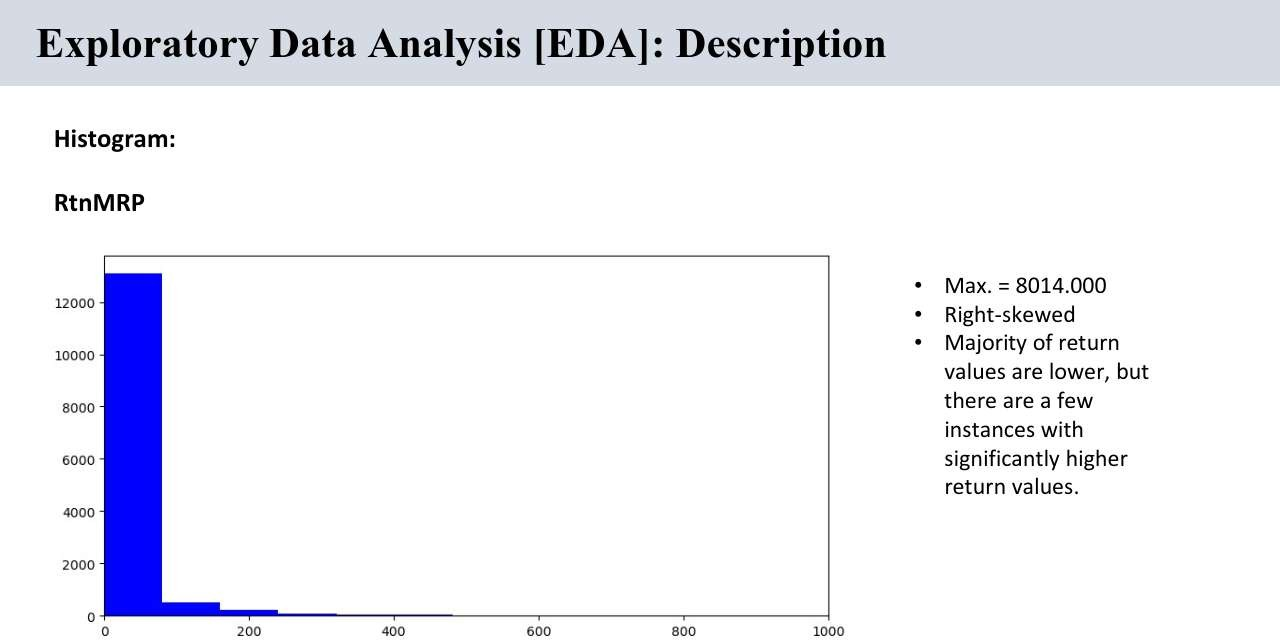 Exploratory Data Analysis [EDA]: Description
Histogram:
RtnMRP
12000
10000
8000
6000
4000
2000
0
0 200 400 600 800 1000
• Max. = 8014.000
• Right-skewed
• Majority of return
values are lower, but
there are a few
instances with
significantly higher
return values.